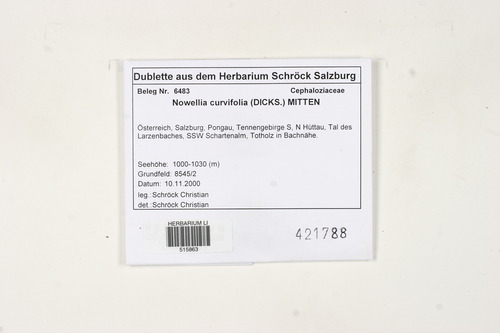 Dublette aus dem Herbarium Schröck Salzburg
Beleg Nr. 6483 Cephaloziaceae
Nowellia curvifolia (DICKS.) MITTEN
Österreich, Salzburg, Pongau, Tennengebirge S, N Hüttau, Tal des
Larzenbaches, SSW Schartenalm, Totholz in Bachnähe.
Seehöhe: 1000-1030 (m)
Grundfeld: 8545/2
Datum: 10.11.2000
leg.:Schröck Christian
det.:Schröck Christian
HERBARIUM LI
515863
421788